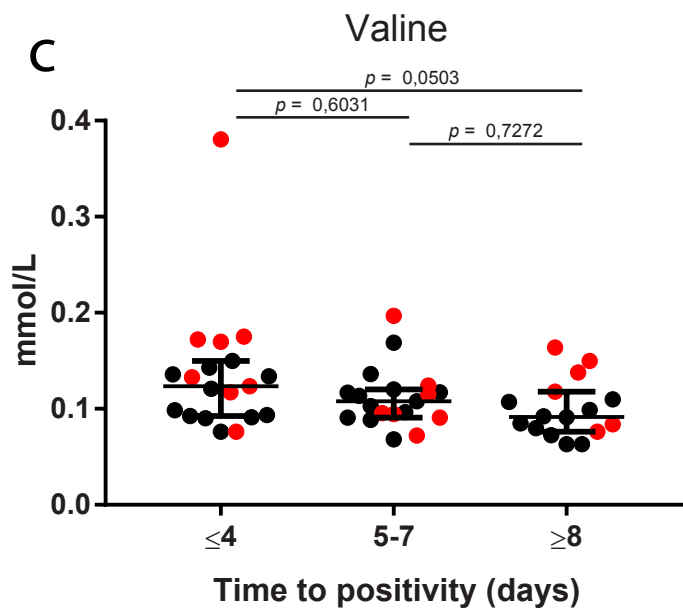 C
Valine
p = 0,0503
p = 0,6031
p = 0,7272
0.4
0.3
0.2
0.1
0.0
mmol/L
≤4
5-7
≥8
Time to positivity (days)